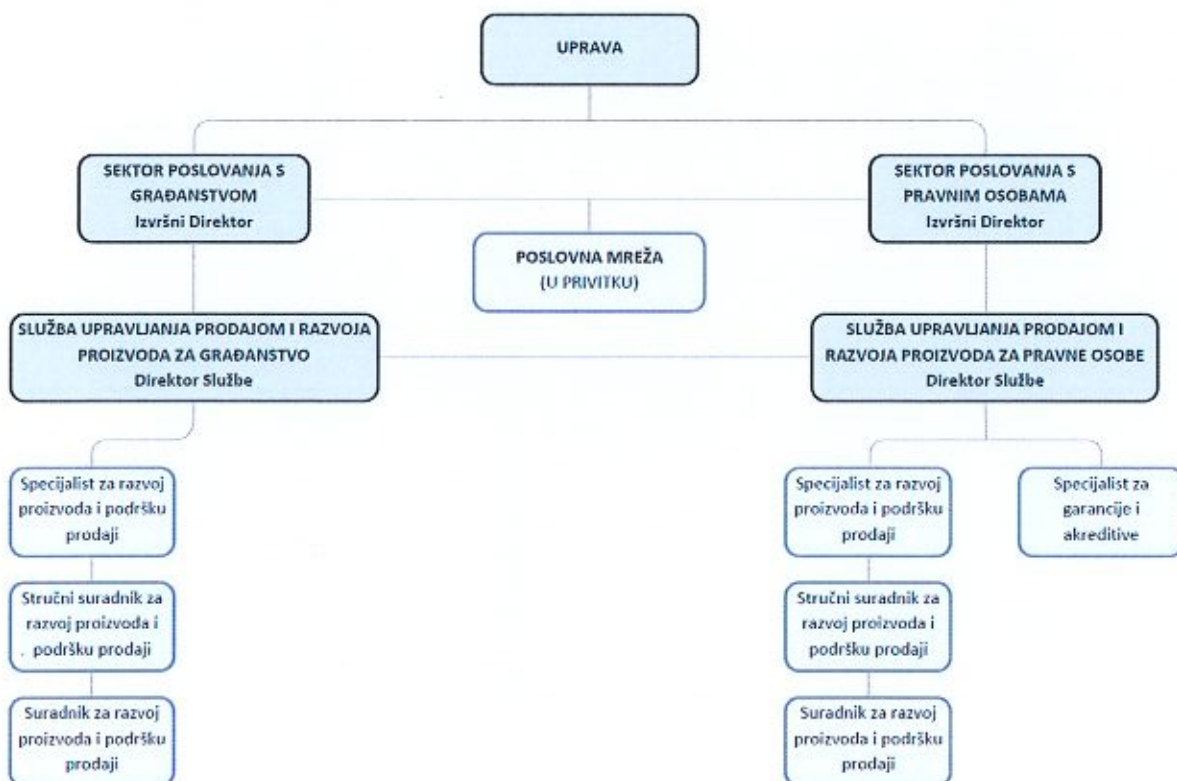 UPRAVA
SEKTOR POSLOVANJA S
GRAĐANSTVOM
Izvršni Direktor
SEKTOR POSLOVANJA S
PRAVNIM OSOBAMA
Izvršni Direktor
POSLOVNA MREŽA
(U PRIVITKU)
SLUŽBA UPRAVLJANJA PRODAJOM I RAZVOJA
PROIZVODA ZA GRAĐANSTVO
Direktor Službe
SLUŽBA UPRAVLJANJA PRODAJOM I
RAZVOJA PROIZVODA ZA PRAVNE OSOBE
Direktor Službe
Specijalist za razvoj
proizvoda i podršku
prodaji
Stručni suradnik za
razvoj proizvoda i
podršku prodaji
Suradnik za razvoj
proizvoda i podršku
prodaji
Specijalist za razvoj
proizvoda i podršku
prodaji
Stručni suradnik za
razvoj proizvoda i
podršku prodaji
Suradnik za razvoj
proizvoda i podršku
prodaji
Specijalist za
garancije i
akreditive